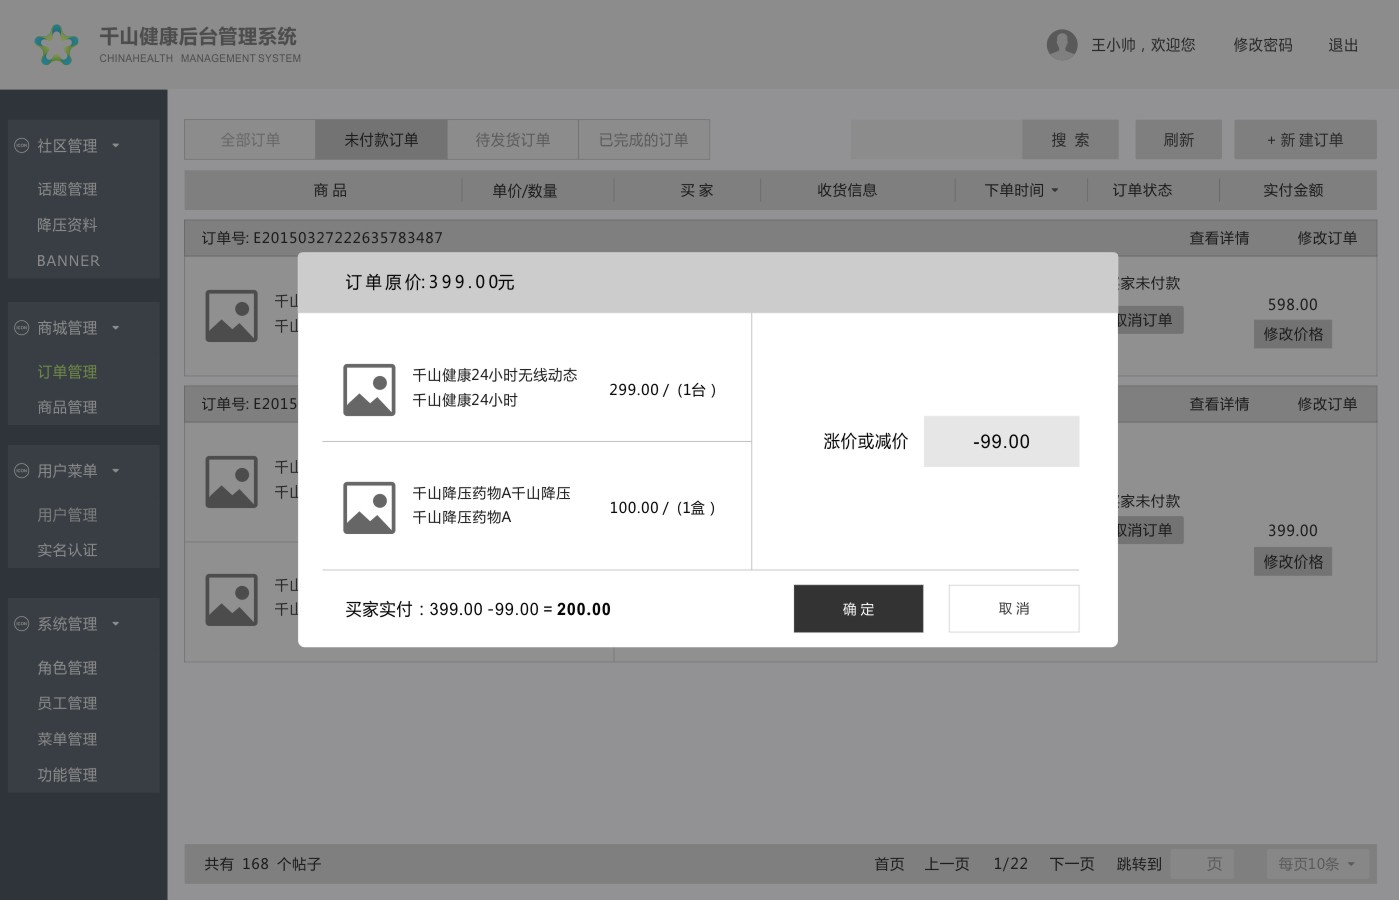 千山健康后台管理系统
CHINAHEALTH MANAGEMENT SYSTEM
王小帅，欢迎您 修改密码 退出
社区管理
话题管理
降压资料
BANNER
商城管理
订单管理
商品管理
用户菜单
用户管理
实名认证
系统管理
角色管理
员工管理
菜单管理
功能管理
全部订单 未付款订单 待发货订单 已完成的订单 搜 索 刷新 + 新 建订单
商 品 单价/数量 买 家 收货信息 下单时间 订单状态 实付金额
订单号: E20150327222635783487 查看详情 修改订单
千山
千山
家未付款
取消订单
598.00
修改价格
订单号: E2015 查看详情 修改订单
千山
千山
家未付款
取消订单
399.00
修改价格
千山
千山
订单原价:399.00元
千山健康24小时无线动态
千山健康24小时
299.00 / (1台 )
千山降压药物A千山降压
千山降压药物A
100.00 / (1盒 )
涨价或减价 -99.00
买家实付：399.00 -99.00 = 200.00
确 定 取 消
共有 168 个帖子 首页 上一页 1/22 下一页 跳转到 页 每页10条